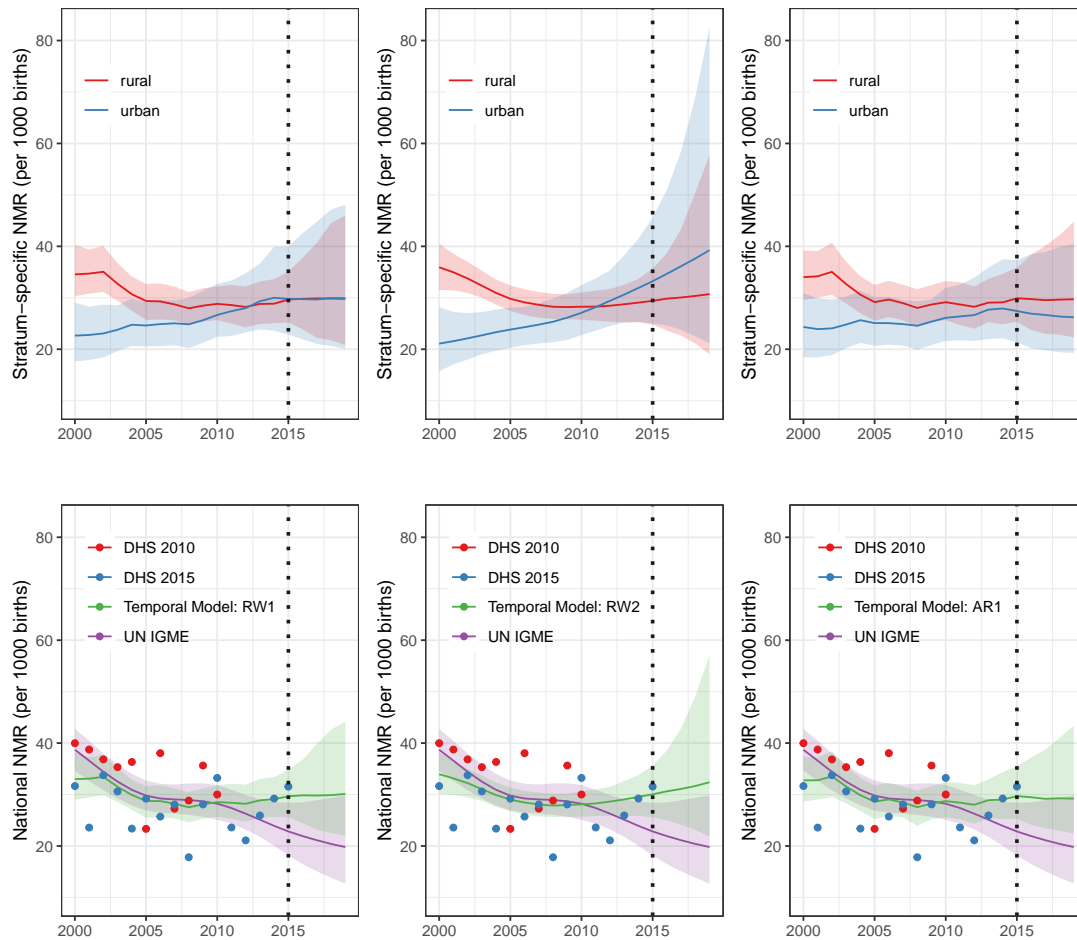 Stratum−specific NMR (per 1000 births)
80
60
40
20
rural
urban
2000 2005 2010 2015
Stratum−specific NMR (per 1000 births)
80
60
40
20
rural
urban
2000 2005 2010 2015
Stratum−specific NMR (per 1000 births)
80
60
40
20
rural
urban
2000 2005 2010 2015
National NMR (per 1000 births)
80
60
40
20
DHS 2010
DHS 2015
Temporal Model: RW1
UN IGME
2000 2005 2010 2015
National NMR (per 1000 births)
80
60
40
20
DHS 2010
DHS 2015
Temporal Model: RW2
UN IGME
2000 2005 2010 2015
National NMR (per 1000 births)
80
60
40
20
DHS 2010
DHS 2015
Temporal Model: AR1
UN IGME
2000 2005 2010 2015